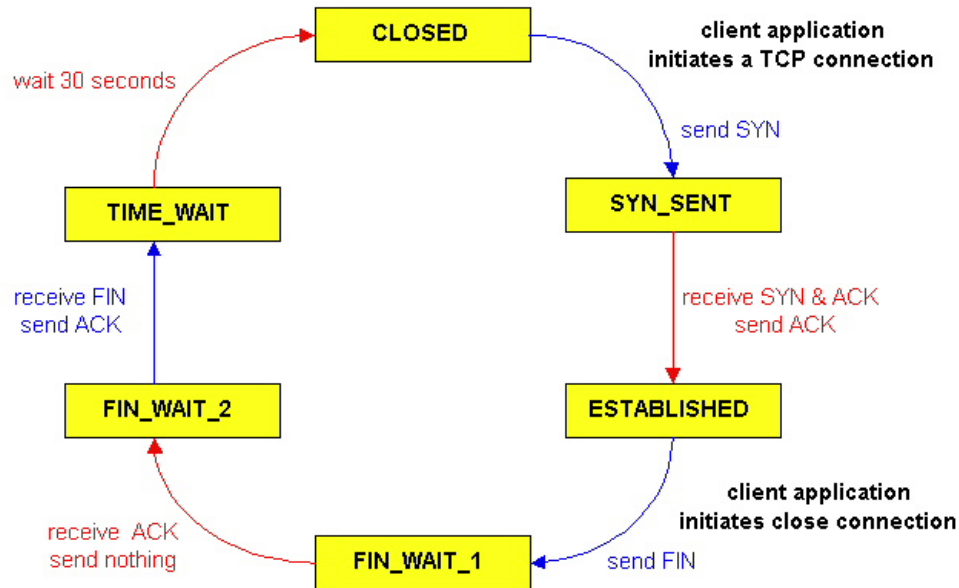 CLOSED
client application
initiates a TCP connection
wait 30 seconds
send SYN
TIME_WAIT
SYN_SENT
receive FIN
send ACK
receive SYN & ACK
send ACK
FIN_WAIT_2
ESTABLISHED
client application
initiates close connection
receive ACK
send nothing
FIN_WAIT_1
send FIN